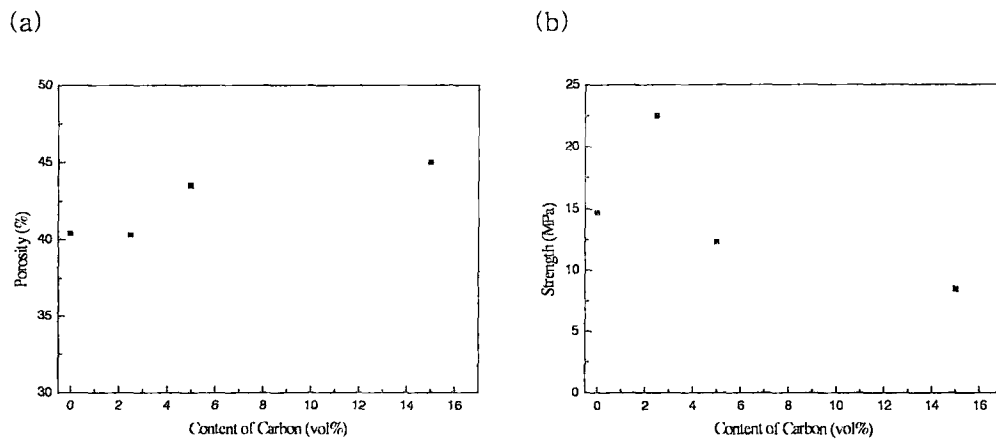 (a)
(b)
50
45
40
35
30
Porosity (%)
0 2 4 6 8 10 12 14 16
Content of Carbon (vol%)
25
20
15
10
5
0
Strength (MPa)
0 2 4 6 8 10 12 14 16
Content of Carbon (vol%)